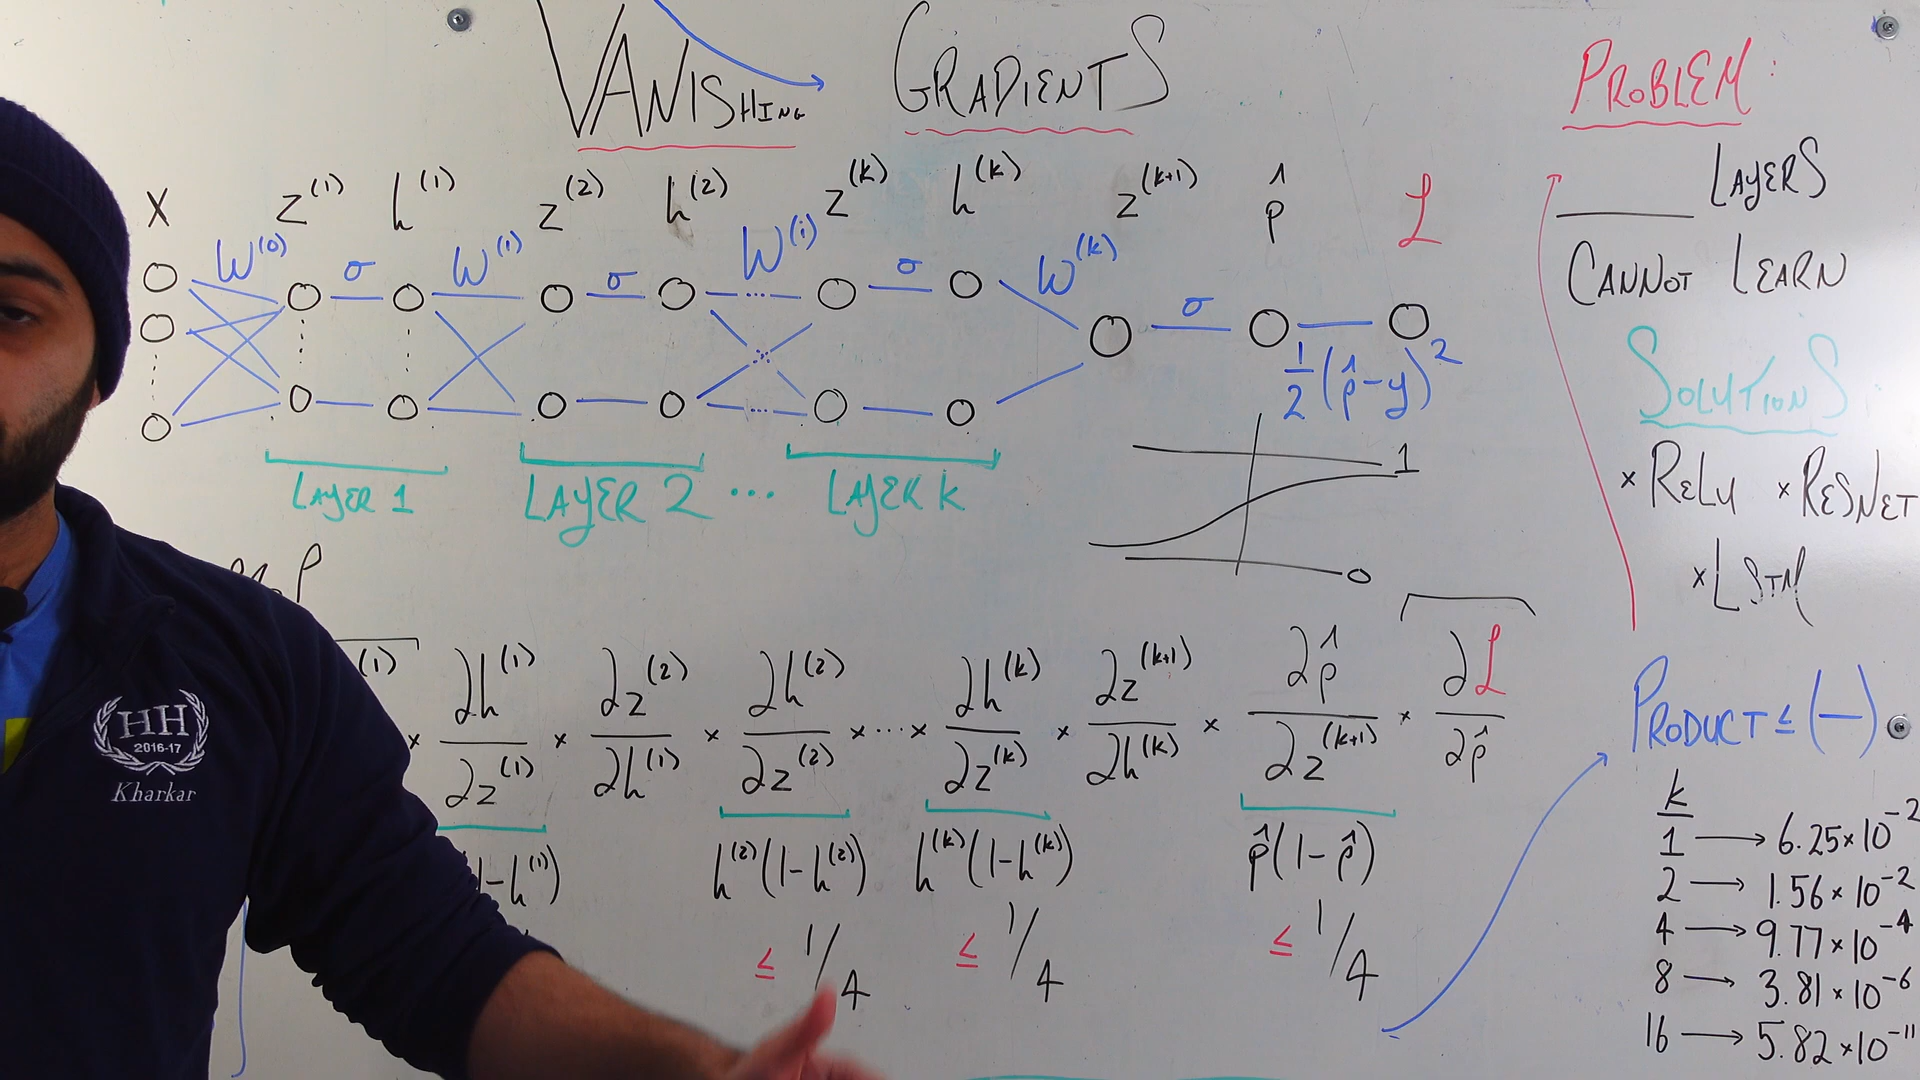 VANISHING GRADIENTS
X z^(1) h^(1) z^(2) h^(2) z^(k) h^(k) z^(k+1) p̂ L
W^(0) σ W^(1) σ W^(i) σ W^(k) σ
1/2 (p̂-y)^2
LAYER 1 LAYER 2 ... LAYER k
1
0
(1) × ∂h^(1)/∂z^(1) × ∂z^(2)/∂h^(1) × ∂h^(2)/∂z^(2) × ... × ∂h^(k)/∂z^(k) × ∂z^(k+1)/∂h^(k) × ∂p̂/∂z^(k+1) × ∂L/∂p̂
1-h^(1)) h^(2)(1-h^(2)) h^(k)(1-h^(k)) p̂(1-p̂)
≤ 1/4 ≤ 1/4 ≤ 1/4
PROBLEM:
____ LAYERS
CANNOT LEARN
SOLUTIONS
× RELU × RESNET
× LSTM
PRODUCT ≤ (—)
k
1 → 6.25×10^-2
2 → 1.56×10^-2
4 → 9.77×10^-4
8 → 3.81×10^-6
16 → 5.82×10^-11
HH
2016-17
Kharkar